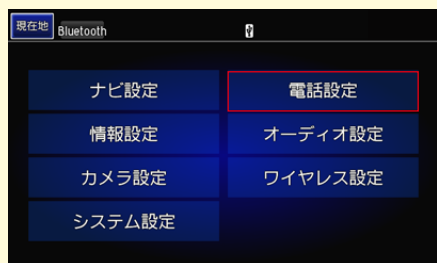 現在地 Bluetooth
ナビ設定 電話設定
情報設定 オーディオ設定
カメラ設定 ワイヤレス設定
システム設定